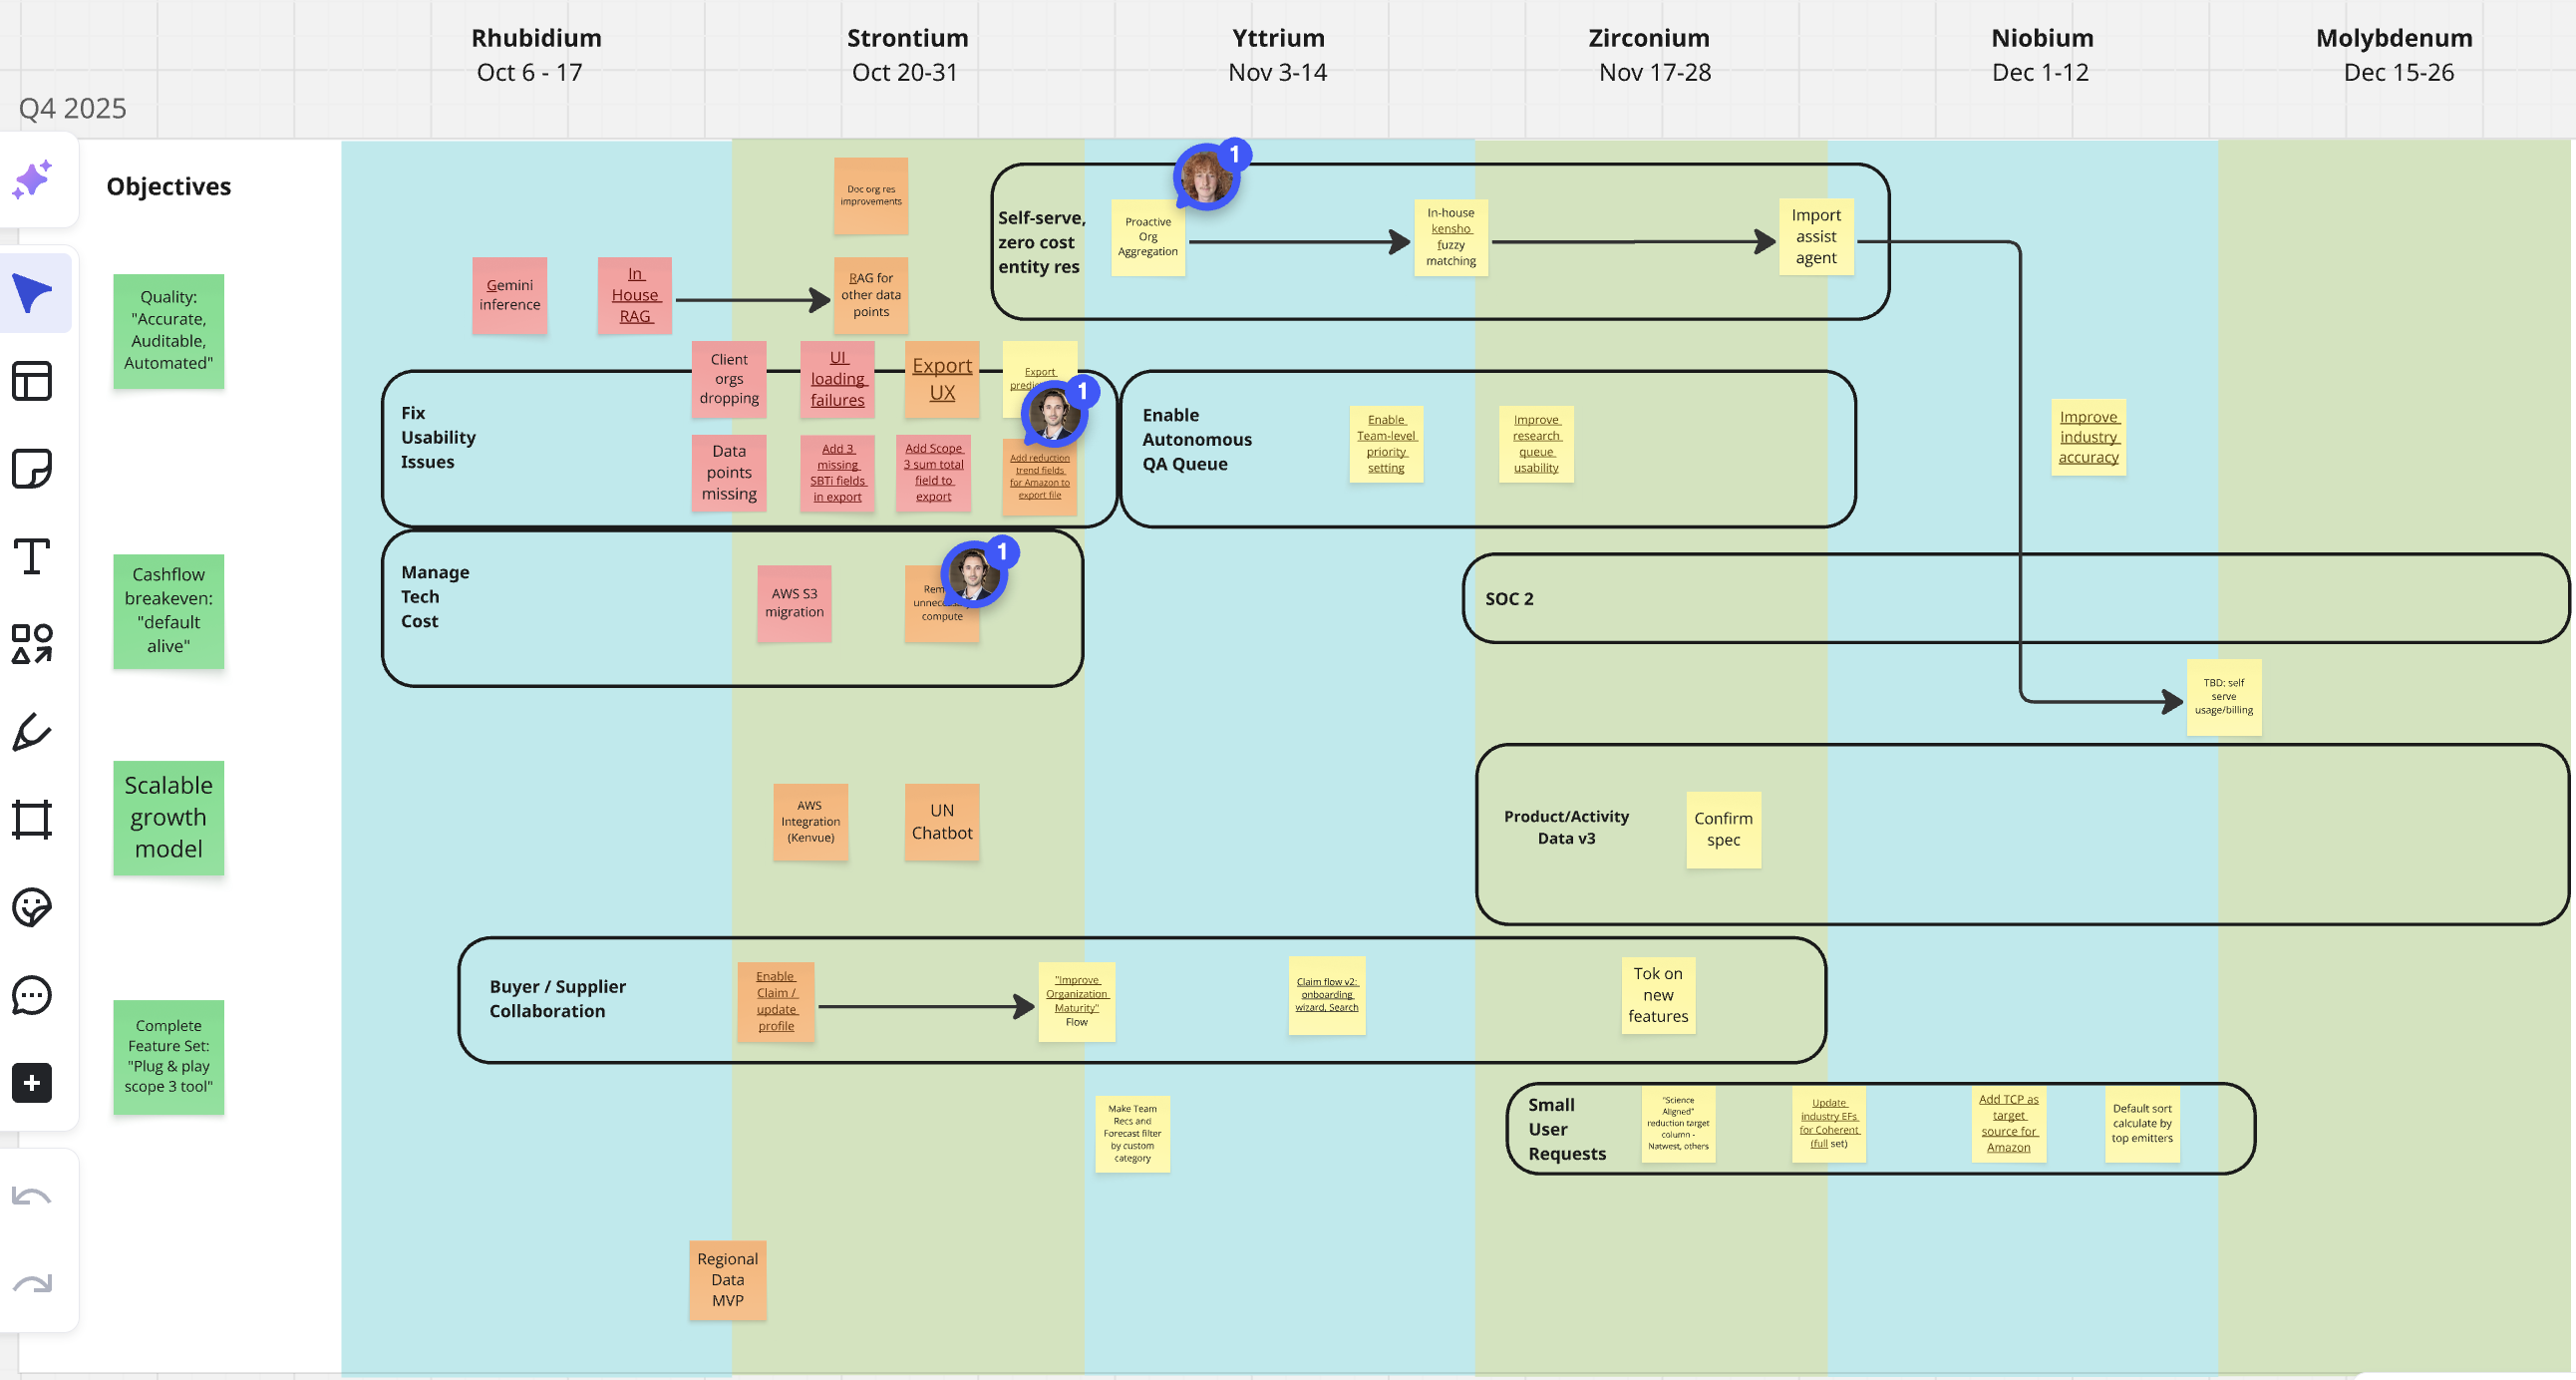 Rhubidium
Oct 6 - 17
Strontium
Oct 20-31
Yttrium
Nov 3-14
Zirconium
Nov 17-28
Niobium
Dec 1-12
Molybdenum
Dec 15-26
Q4 2025
Objectives
Quality:
"Accurate,
Auditable,
Automated"
Cashflow
breakeven:
"default
alive"
Scalable
growth
model
Complete
Feature Set:
"Plug & play
scope 3 tool"
Doc org res
improvements
Gemini
inference
In
House
RAG
RAG for
other data
points
Self-serve,
zero cost
entity res
Proactive
Org
Aggregation
1
In-house
kensho
fuzzy
matching
Import
assist
agent
Fix
Usability
Issues
Client
orgs
dropping
UI
loading
failures
Export
UX
Export
1
Data
points
missing
Add 3
missing
SBTi fields
in export
Add Scope
3 sum total
field to
export
Add reduction
trend fields
for Amazon to
export file
Enable
Autonomous
QA Queue
Enable
Team-level
priority
setting
Improve
research
queue
usability
Improve
industry
accuracy
Manage
Tech
Cost
AWS S3
migration
1
compute
SOC 2
TBD: self
serve
usage/billing
AWS
Integration
(Kenvue)
UN
Chatbot
Product/Activity
Data v3
Confirm
spec
Buyer / Supplier
Collaboration
Enable
Claim /
update
profile
"Improve
Organization
Maturity"
Flow
Claim flow v2:
onboarding
wizard, Search
Tok on
new
features
Make Team
Recs and
Forecast filter
by custom
category
Small
User
Requests
"Science
Aligned"
reduction target
column -
Natwest, others
Update
industry EFs
for Coherent
(full set)
Add TCP as
target
source for
Amazon
Default sort
calculate by
top emitters
Regional
Data
MVP